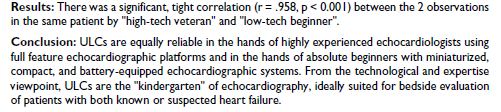 Results: There was a significant, tight correlation (r = .958, p < 0.001) between the 2 observations
in the same patient by "high-tech veteran" and "low-tech beginner".
Conclusion: ULCs are equally reliable in the hands of highly experienced echocardiologists using
full feature echocardiographic platforms and in the hands of absolute beginners with miniaturized,
compact, and battery-equipped echocardiographic systems. From the technological and expertise
viewpoint, ULCs are the "kindergarten" of echocardiography, ideally suited for bedside evaluation
of patients with both known or suspected heart failure.